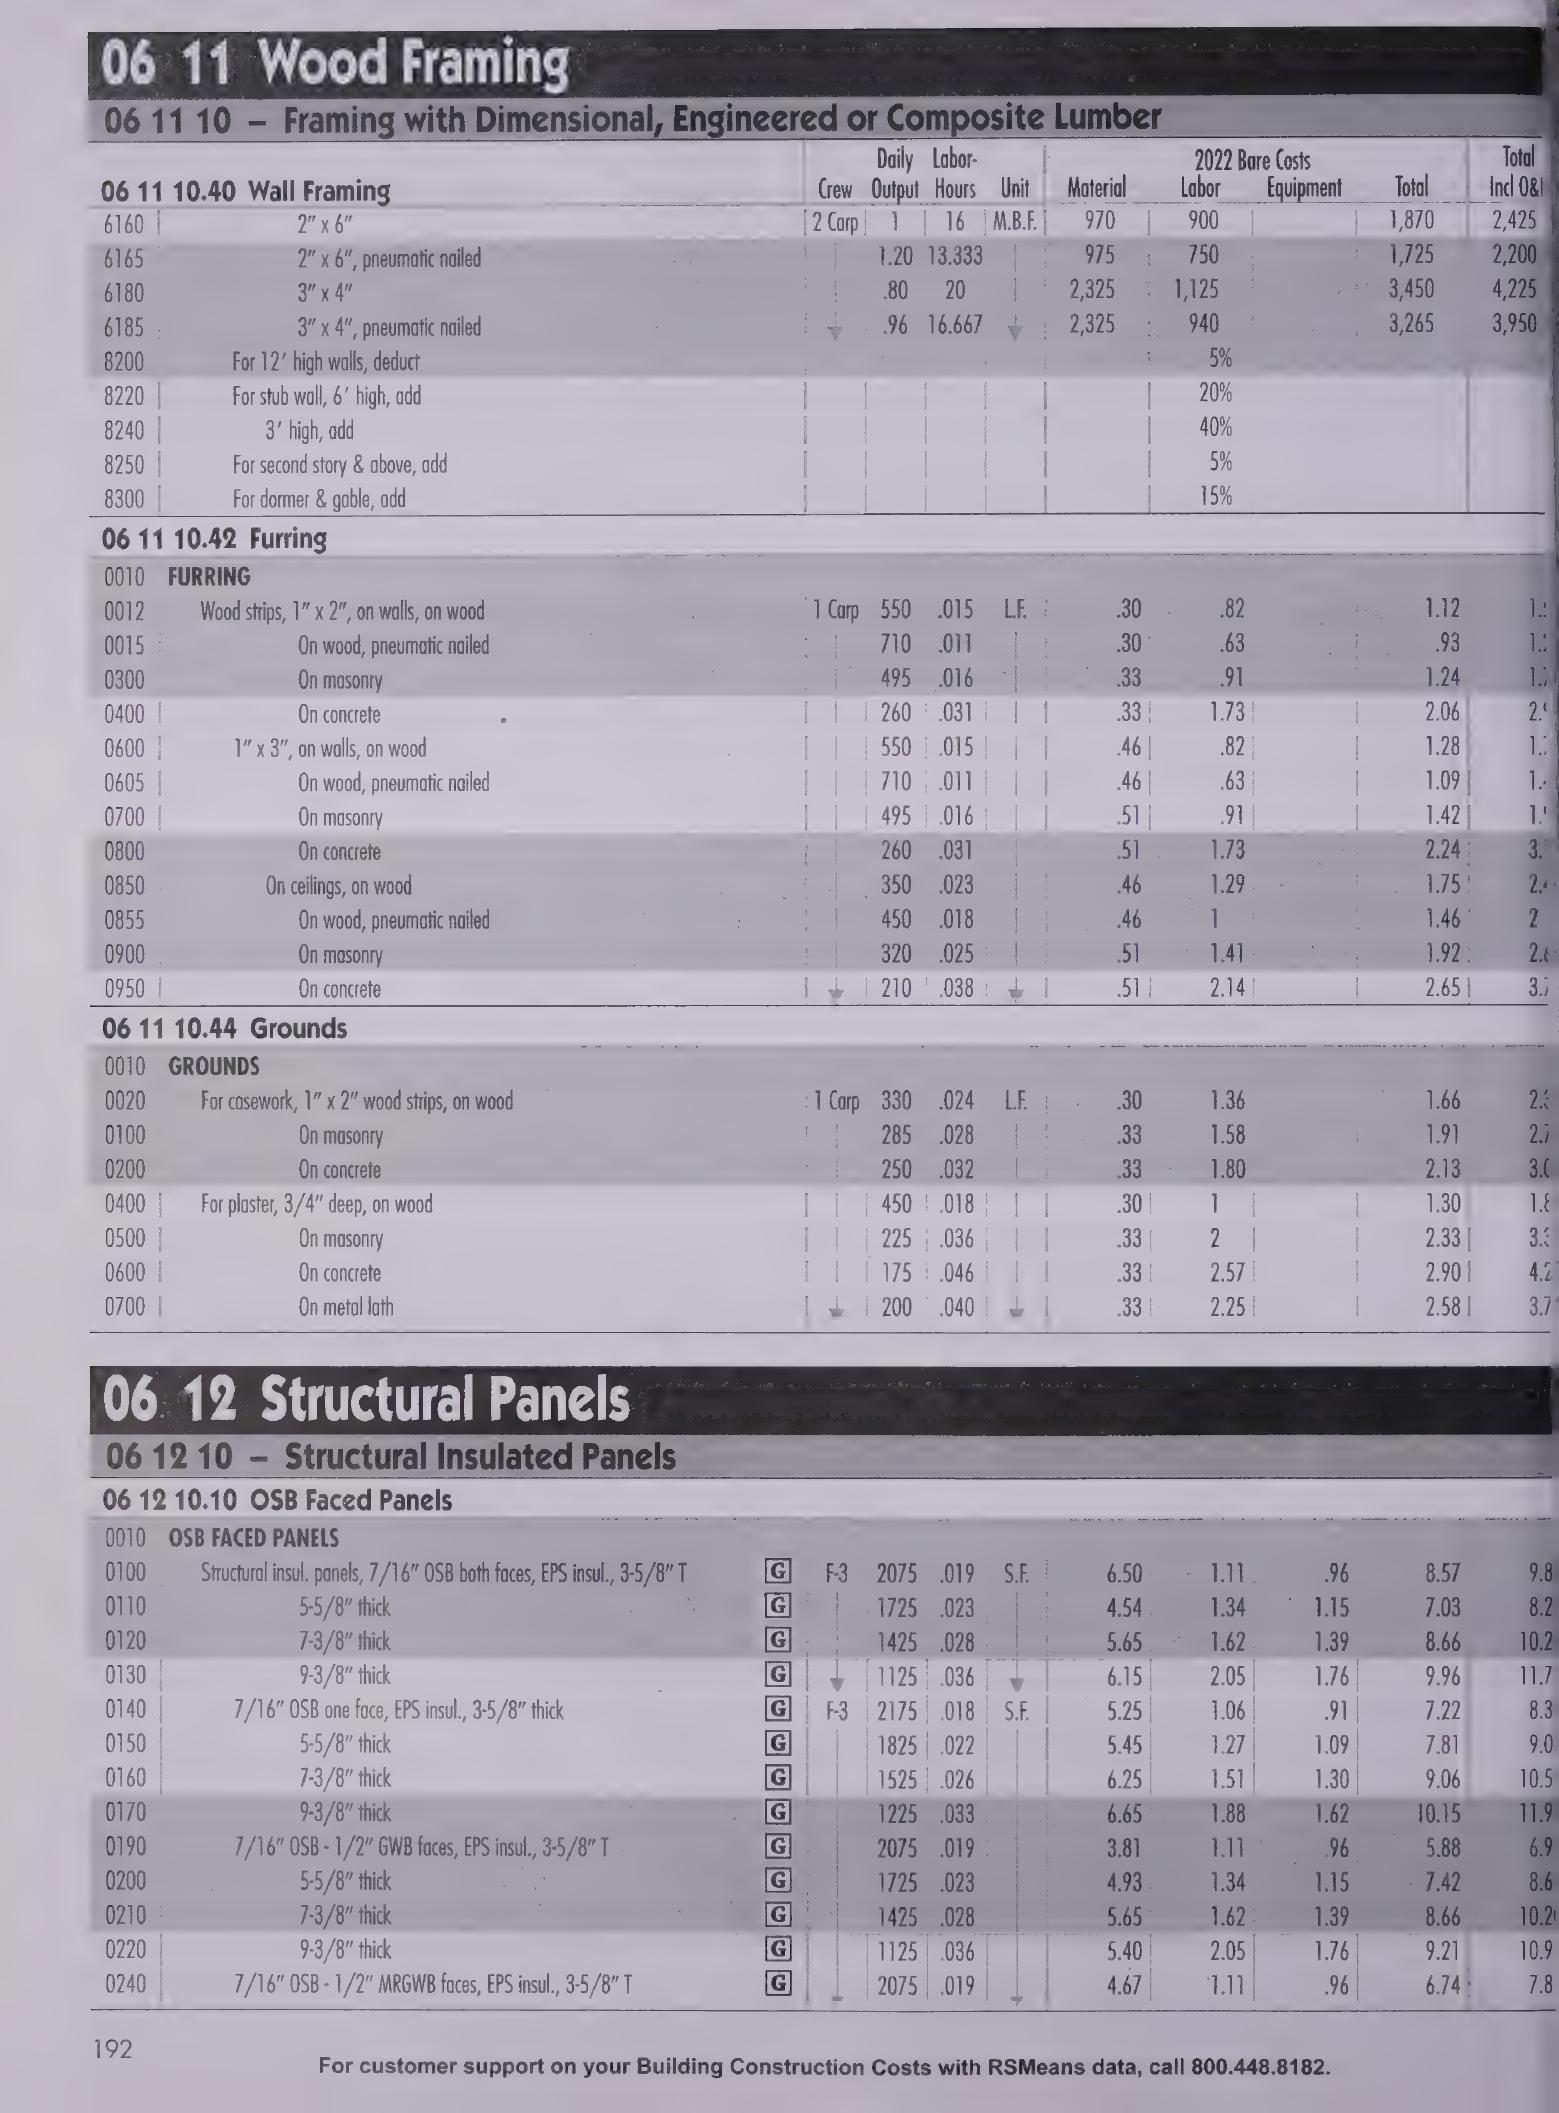 06 11 Wood Framing
06 11 10 – Framing with Dimensional, Engineered or Composite Lumber
Daily Labor- 2022 Bare Costs Total
06 11 10.40 Wall Framing Crew Output Hours Unit Material Labor Equipment Total Incl O&
6160 2" x 6" 2 Carp 1 16 M.B.F. 970 900 1,870 2,425
6165 2" x 6", pneumatic nailed 1.20 13.333 975 750 1,725 2,200
6180 3" x 4" .80 20 2,325 1,125 3,450 4,225
6185 3" x 4", pneumatic nailed .96 16.667 2,325 940 3,265 3,950
8200 For 12' high walls, deduct 5%
8220 For stub wall, 6' high, add 20%
8240 3' high, add 40%
8250 For second story & above, add 5%
8300 For dormer & gable, add 15%
06 11 10.42 Furring
0010 FURRING
0012 Wood strips, 1" x 2", on walls, on wood 1 Carp 550 .015 L.F. .30 .82 1.12
0015 On wood, pneumatic nailed 710 .011 .30 .63 .93
0300 On masonry 495 .016 .33 .91 1.24
0400 On concrete 260 .031 .33 1.73 2.06
0600 1" x 3", on walls, on wood 550 .015 .46 .82 1.28
0605 On wood, pneumatic nailed 710 .011 .46 .63 1.09
0700 On masonry 495 .016 .51 .91 1.42
0800 On concrete 260 .031 .51 1.73 2.24 3.
0850 On ceilings, on wood 350 .023 .46 1.29 1.75
0855 On wood, pneumatic nailed 450 .018 .46 1 1.46 2
0900 On masonry 320 .025 .51 1.41 1.92
0950 On concrete 210 .038 .51 2.14 2.65
06 11 10.44 Grounds
0010 GROUNDS
0020 For casework, 1" x 2" wood strips, on wood 1 Carp 330 .024 L.F. .30 1.36 1.66
0100 On masonry 285 .028 .33 1.58 1.91
0200 On concrete 250 .032 .33 1.80 2.13
0400 For plaster, 3/4" deep, on wood 450 .018 .30 1 1.30
0500 On masonry 225 .036 .33 2 2.33
0600 On concrete 175 .046 .33 2.57 2.90 4.2
0700 On metal lath 200 .040 .33 2.25 2.58 3.7
06 12 Structural Panels
06 12 10 – Structural Insulated Panels
06 12 10.10 OSB Faced Panels
0010 OSB FACED PANELS
0100 Structural insul. panels, 7/16" OSB both faces, EPS insul., 3-5/8" T G F-3 2075 .019 S.F. 6.50 1.11 .96 8.57 9.8
0110 5-5/8" thick G 1725 .023 4.54 1.34 1.15 7.03 8.2
0120 7-3/8" thick G 1425 .028 5.65 1.62 1.39 8.66 10.2
0130 9-3/8" thick G 1125 .036 6.15 2.05 1.76 9.96 11.7
0140 7/16" OSB one face, EPS insul., 3-5/8" thick G F-3 2175 .018 S.F. 5.25 1.06 .91 7.22 8.3
0150 5-5/8" thick G 1825 .022 5.45 1.27 1.09 7.81 9.0
0160 7-3/8" thick G 1525 .026 6.25 1.51 1.30 9.06 10.5
0170 9-3/8" thick G 1225 .033 6.65 1.88 1.62 10.15 11.9
0190 7/16" OSB - 1/2" GWB faces, EPS insul., 3-5/8" T G 2075 .019 3.81 1.11 .96 5.88 6.9
0200 5-5/8" thick G 1725 .023 4.93 1.34 1.15 7.42 8.6
0210 7-3/8" thick G 1425 .028 5.65 1.62 1.39 8.66 10.2
0220 9-3/8" thick G 1125 .036 5.40 2.05 1.76 9.21 10.9
0240 7/16" OSB - 1/2" MRGWB faces, EPS insul., 3-5/8" T G 2075 .019 4.67 1.11 .96 6.74 7.8
192
For customer support on your Building Construction Costs with RSMeans data, call 800.448.8182.